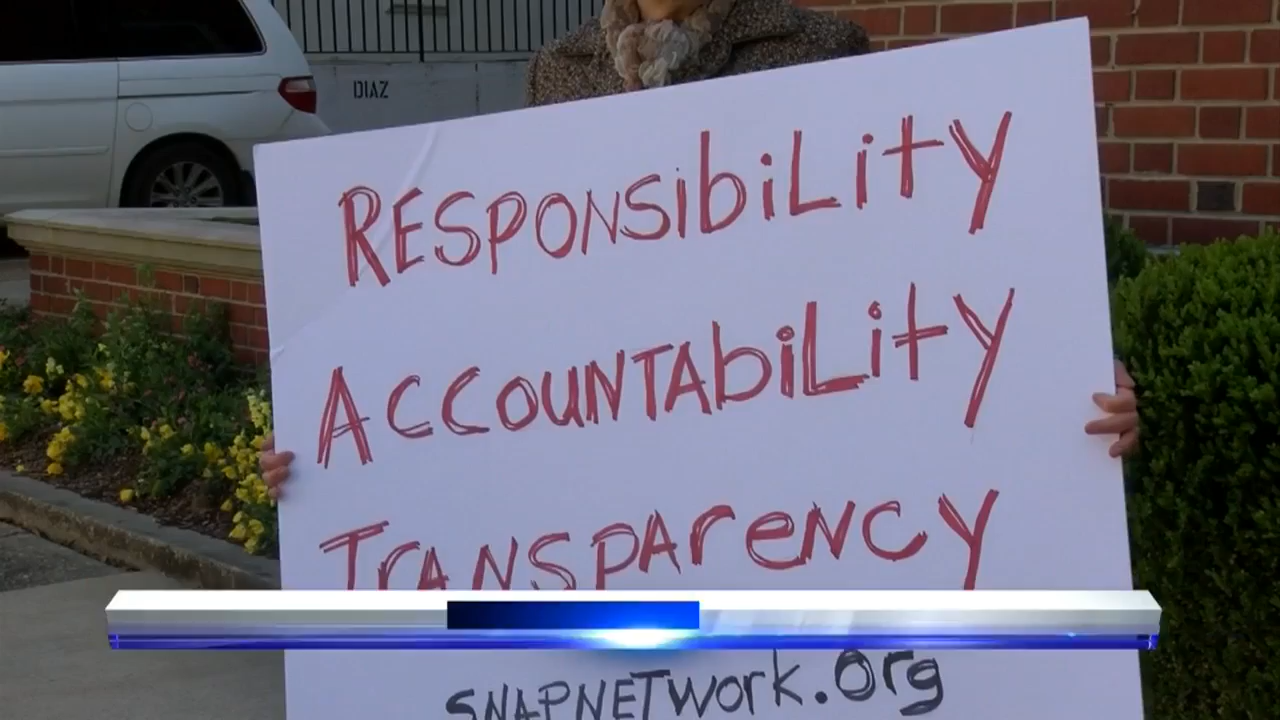 DIAZ
RESPONSibiLity
ACCOUNTAbiLity
TrANSpArENCy
SNAPNETWork.Org